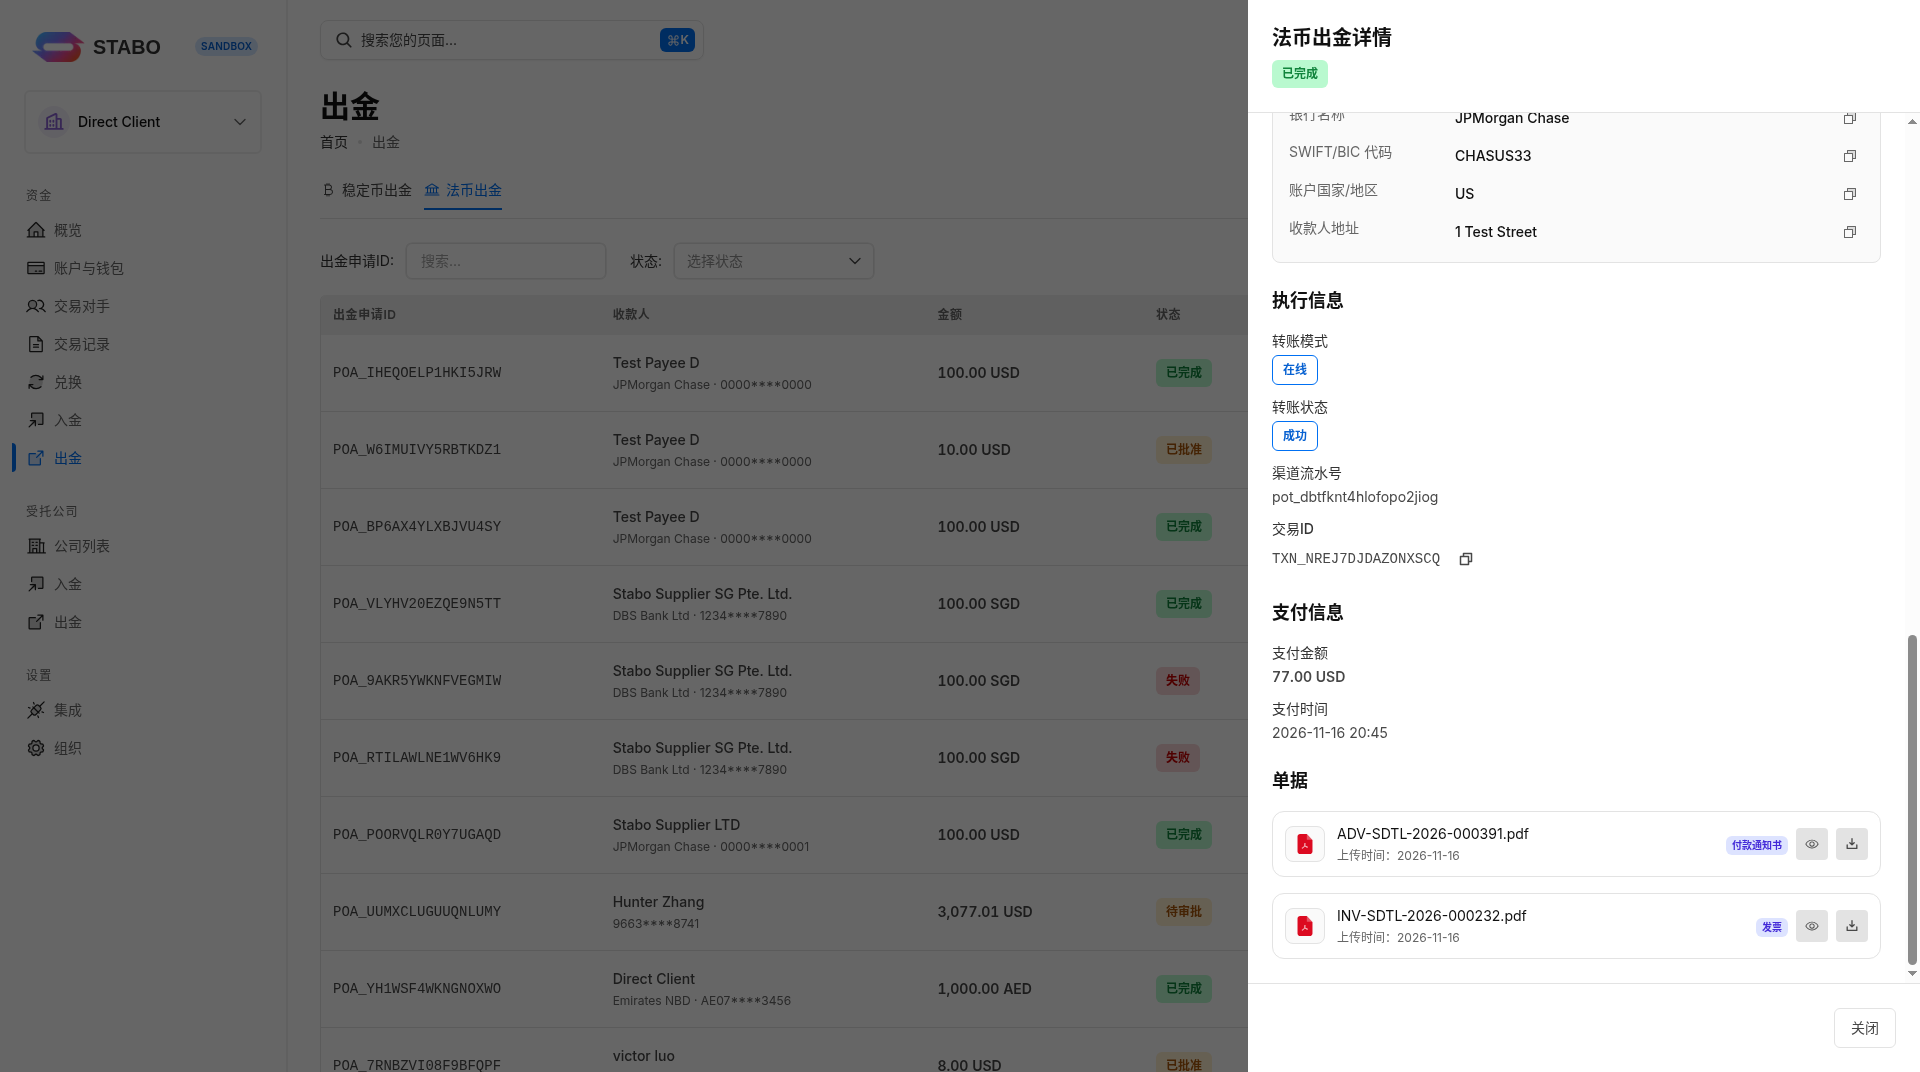 STABO
SANDBOX
Direct Client
资金
概览
账户与钱包
交易对手
交易记录
兑换
入金
出金
受托公司
公司列表
入金
出金
设置
集成
组织
搜索您的页面...
⌘K
出金
首页 • 出金
稳定币出金 法币出金
出金申请ID: 搜索... 状态: 选择状态
出金申请ID 收款人 金额 状态
POA_IHEQOELP1HKI5JRW Test Payee D 100.00 USD 已完成
JPMorgan Chase · 0000****0000
POA_W6IMUIVY5RBTKDZ1 Test Payee D 10.00 USD 已批准
JPMorgan Chase · 0000****0000
POA_BP6AX4YLXBJVU4SY Test Payee D 100.00 USD 已完成
JPMorgan Chase · 0000****0000
POA_VLYHV20EZQE9N5TT Stabo Supplier SG Pte. Ltd. 100.00 SGD 已完成
DBS Bank Ltd · 1234****7890
POA_9AKR5YWKNFVEGMIW Stabo Supplier SG Pte. Ltd. 100.00 SGD 失败
DBS Bank Ltd · 1234****7890
POA_RTILAWLNE1WV6HK9 Stabo Supplier SG Pte. Ltd. 100.00 SGD 失败
DBS Bank Ltd · 1234****7890
POA_POORVQLR0Y7UGAQD Stabo Supplier LTD 100.00 USD 已完成
JPMorgan Chase · 0000****0001
POA_UUMXCLUGUUQNLUMY Hunter Zhang 3,077.01 USD 待审批
9663****8741
POA_YH1WSF4WKNGNOXWO Direct Client 1,000.00 AED 已完成
Emirates NBD · AE07****3456
POA_7RNBZVI08F9BFQPF victor luo 8.00 USD 已批准
法币出金详情
已完成
银行名称 JPMorgan Chase
SWIFT/BIC 代码 CHASUS33
账户国家/地区 US
收款人地址 1 Test Street
执行信息
转账模式
在线
转账状态
成功
渠道流水号
pot_dbtfknt4hlofopo2jiog
交易ID
TXN_NREJ7DJDAZONXSCQ
支付信息
支付金额
77.00 USD
支付时间
2026-11-16 20:45
单据
ADV-SDTL-2026-000391.pdf
上传时间：2026-11-16
付款通知书
INV-SDTL-2026-000232.pdf
上传时间：2026-11-16
发票
关闭